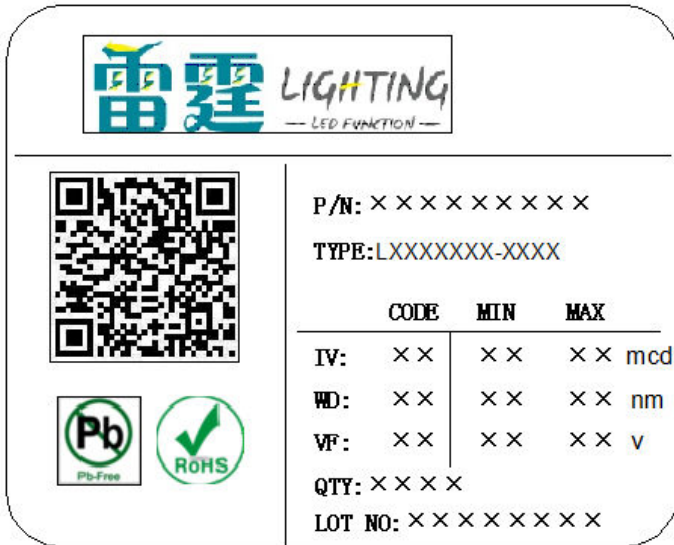 雷霆 LIGHTING
LED FUNCTION
P/N: ×××××××××
TYPE:LXXXXXXX-XXXX
CODE MIN MAX
IV: ×× ×× ×× mcd
WD: ×× ×× ×× nm
VF: ×× ×× ×× v
QTY: ××××
LOT NO: ××××××××
Pb
Pb-Free
RoHS